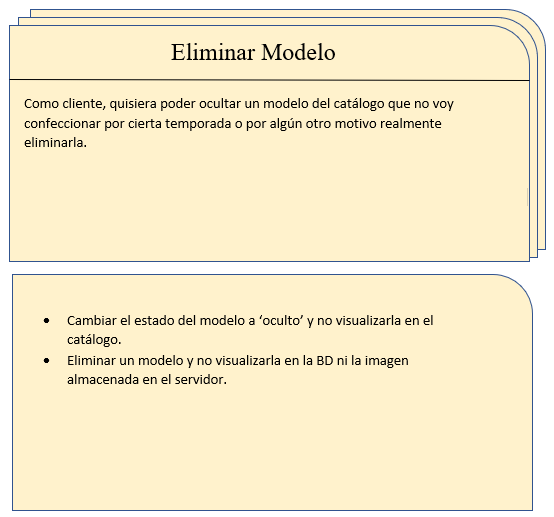 Eliminar Modelo
Como cliente, quisiera poder ocultar un modelo del catálogo que no voy
confeccionar por cierta temporada o por algún otro motivo realmente
eliminarla.
• Cambiar el estado del modelo a ‘oculto’ y no visualizarla en el
catálogo.
• Eliminar un modelo y no visualizarla en la BD ni la imagen
almacenada en el servidor.